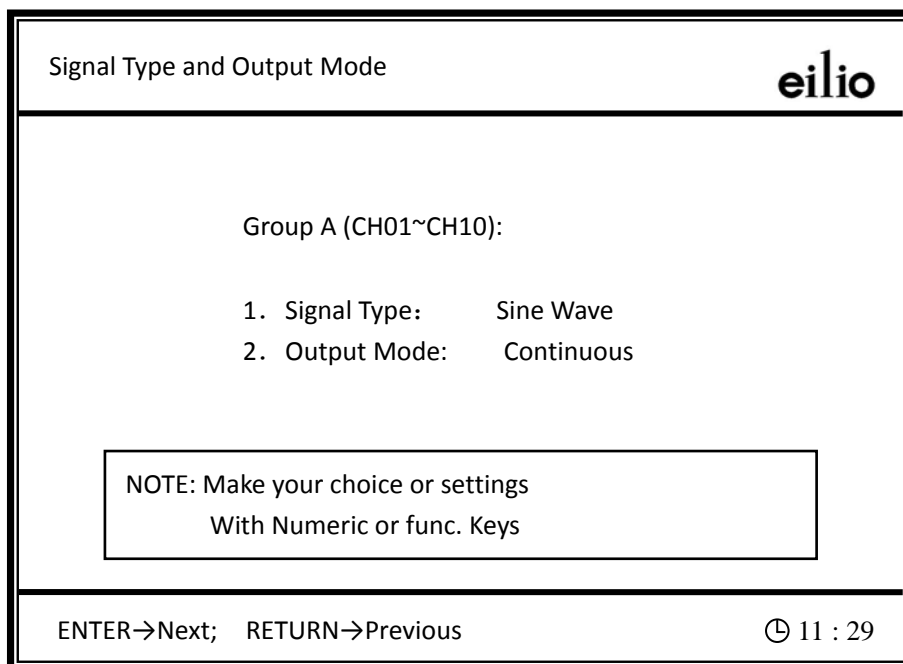 Signal Type and Output Mode
eilio
Group A (CH01~CH10):
1. Signal Type： Sine Wave
2. Output Mode: Continuous
NOTE: Make your choice or settings
With Numeric or func. Keys
ENTER→Next; RETURN→Previous
11 : 29